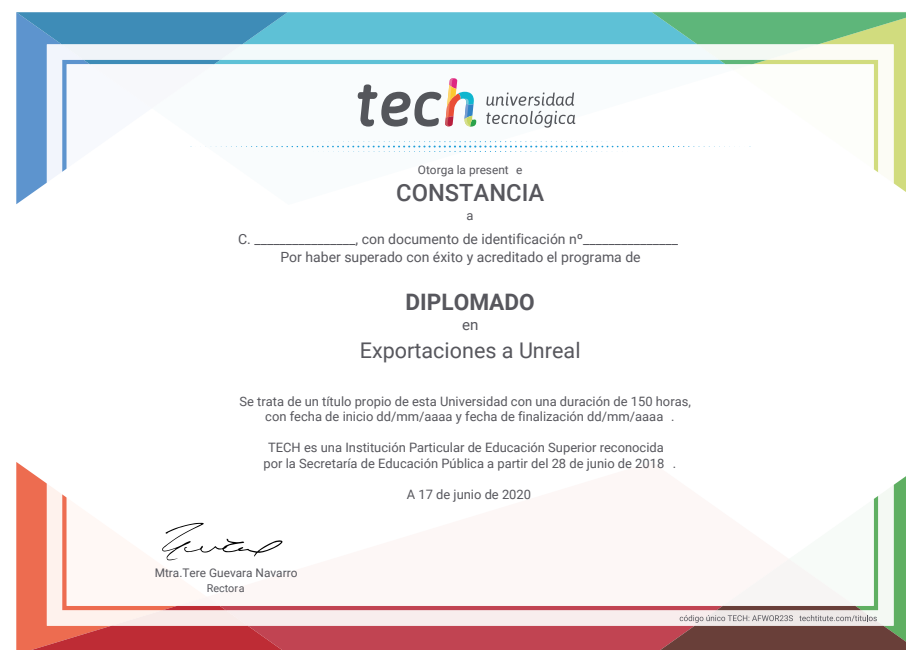 tech universidad
tecnológica
Otorga la present e
CONSTANCIA
a
C. ________________, con documento de identificación nº_______________
Por haber superado con éxito y acreditado el programa de
DIPLOMADO
en
Exportaciones a Unreal
Se trata de un título propio de esta Universidad con una duración de 150 horas,
con fecha de inicio dd/mm/aaaa y fecha de finalización dd/mm/aaaa .
TECH es una Institución Particular de Educación Superior reconocida
por la Secretaría de Educación Pública a partir del 28 de junio de 2018 .
A 17 de junio de 2020
Mtra.Tere Guevara Navarro
Rectora
código único TECH: AFWOR23S techtitute.com/titulos